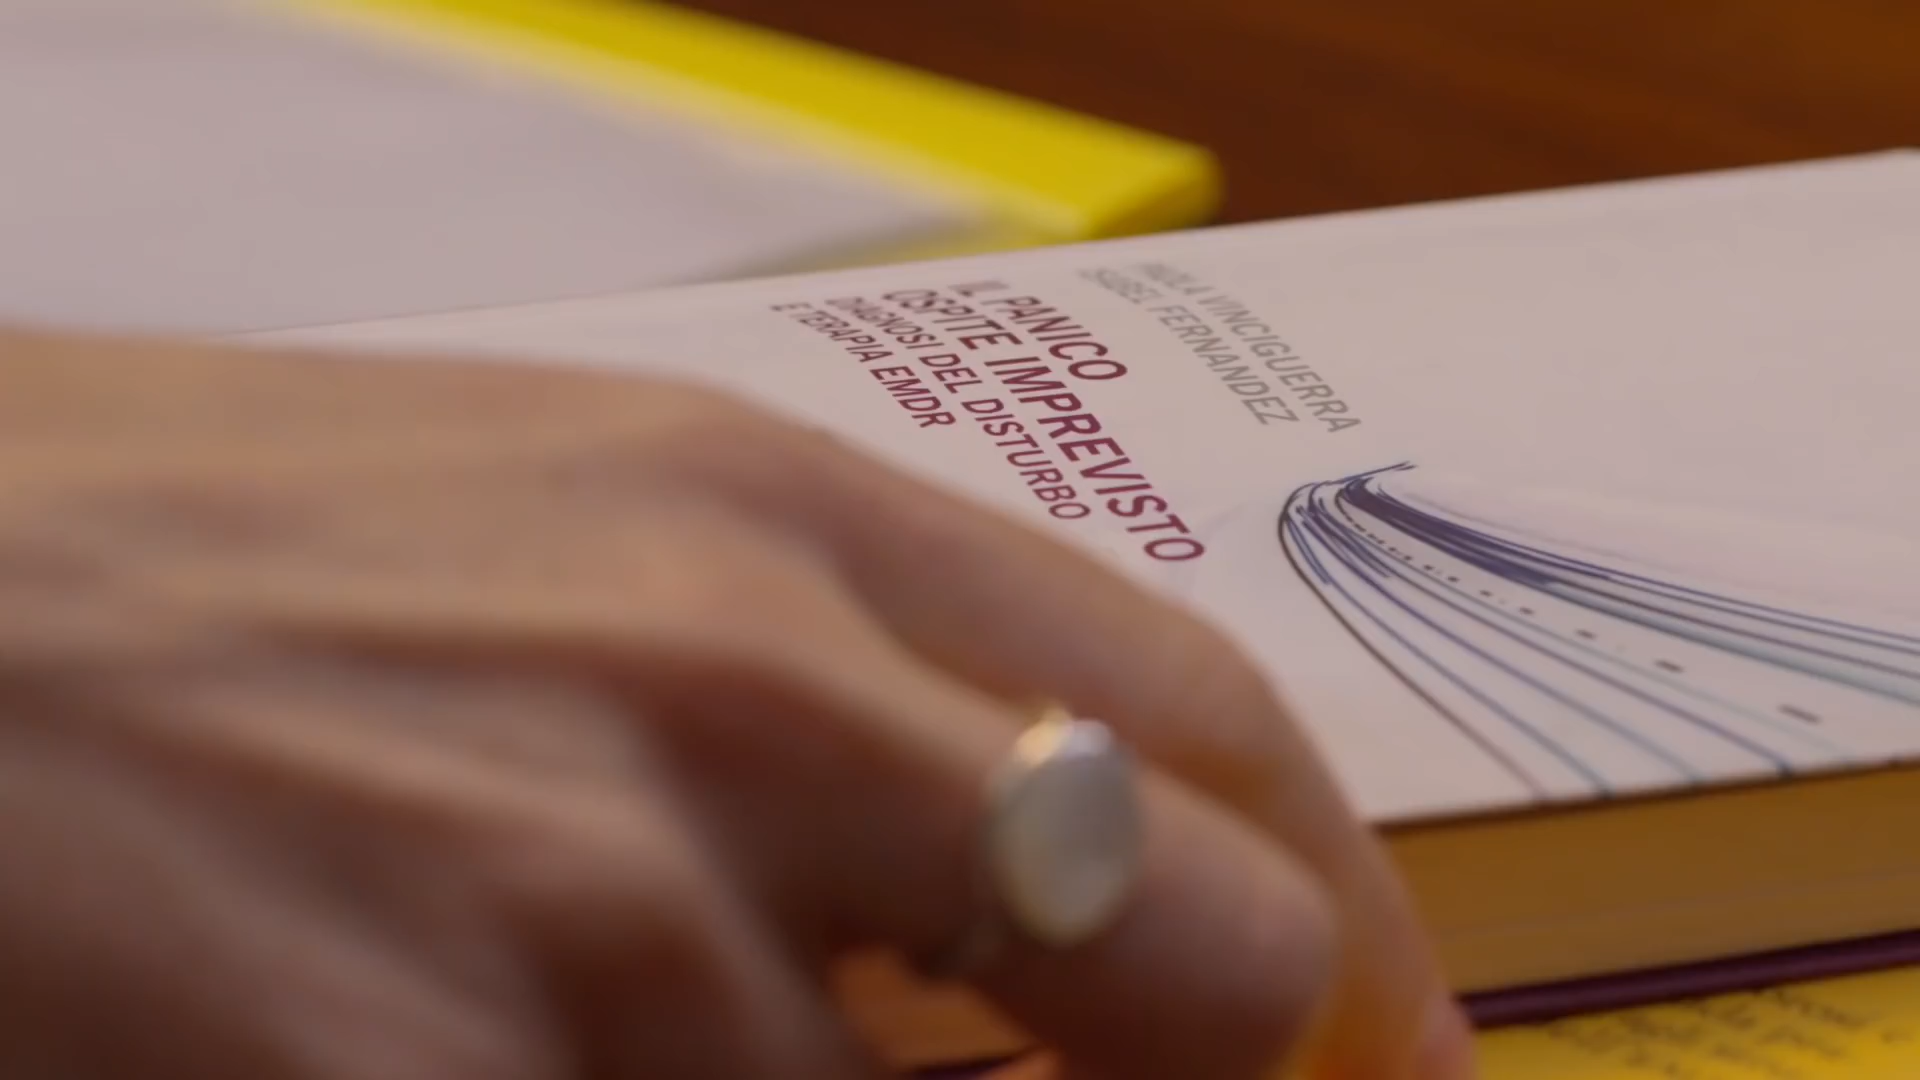 PAOLA VINCIGUERRA
ISABEL FERNANDEZ
IL PANICO
OSPITE IMPREVISTO
DIAGNOSI DEL DISTURBO
E TERAPIA EMDR